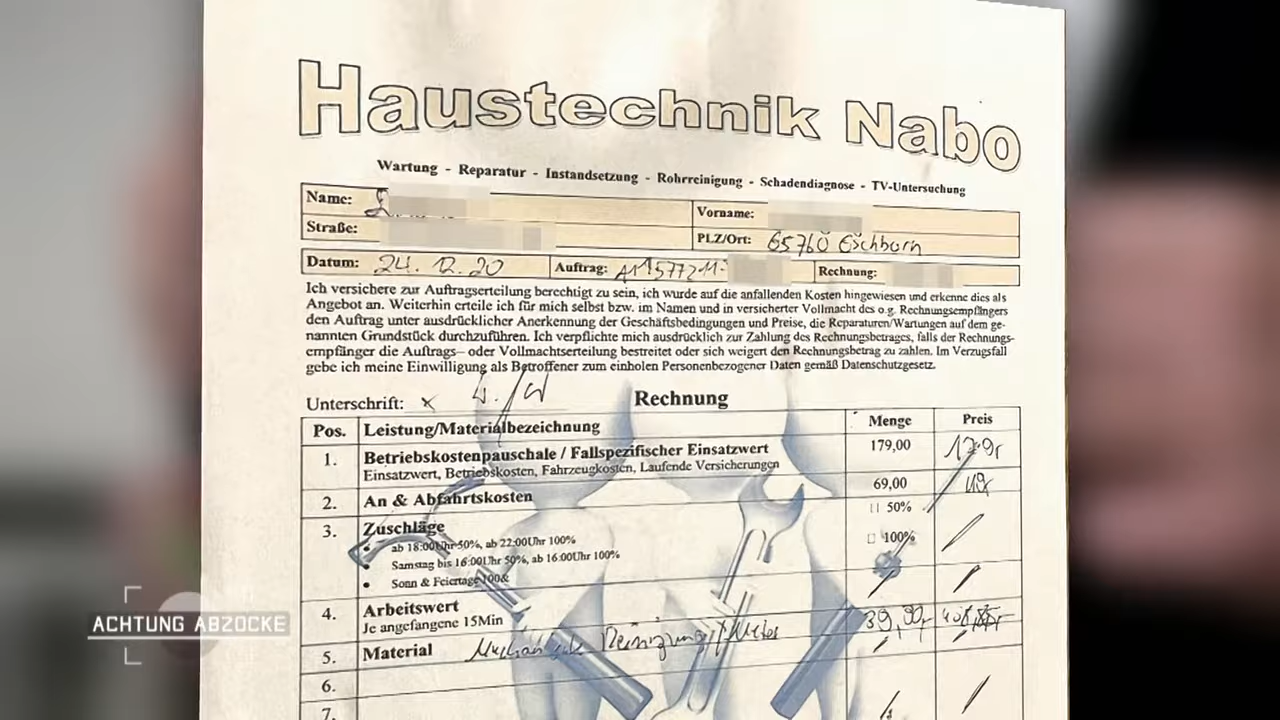 Haustechnik Nabo
Wartung - Reparatur - Instandsetzung - Rohrreinigung - Schadendiagnose - TV-Untersuchung
Name:
Vorname:
Straße:
PLZ/Ort: 65760 Eschborn
Datum: 24.12.20 Auftrag: Rechnung:
Ich versichere zur Auftragserteilung berechtigt zu sein, ich wurde auf die anfallenden Kosten hingewiesen und erkenne dies als
Angebot an. Weiterhin erteile ich für mich selbst bzw. im Namen und in versicherter Vollmacht des o.g. Rechnungsempfängers
den Auftrag unter ausdrücklicher Anerkennung der Geschäftsbedingungen und Preise, die Reparaturen/Wartungen auf dem ge-
nannten Grundstück durchzuführen. Ich verpflichte mich ausdrücklich zur Zahlung des Rechnungsbetrages, falls der Rechnungs-
empfänger die Auftrags- oder Vollmachtserteilung bestreitet oder sich weigert den Rechnungsbetrag zu zahlen. Im Verzugsfall
gebe ich meine Einwilligung als Betroffener zum einholen Personenbezogener Daten gemäß Datenschutzgesetz.
Unterschrift: x
Rechnung
Pos. Leistung/Materialbezeichnung Menge Preis
1. Betriebskostenpauschale / Fallspezifischer Einsatzwert 179,00
Einsatzwert, Betriebskosten, Fahrzeugkosten, Laufende Versicherungen
2. An & Abfahrtskosten 69,00
3. Zuschläge 50%
• ab 18:00Uhr 50%, ab 22:00Uhr 100% 100%
• Samstag bis 16:00Uhr 50%, ab 16:00Uhr 100%
• Sonn & Feiertage 100&
4. Arbeitswert
Je angefangene 15Min
5. Material
6.
7.
ACHTUNG ABZOCKE